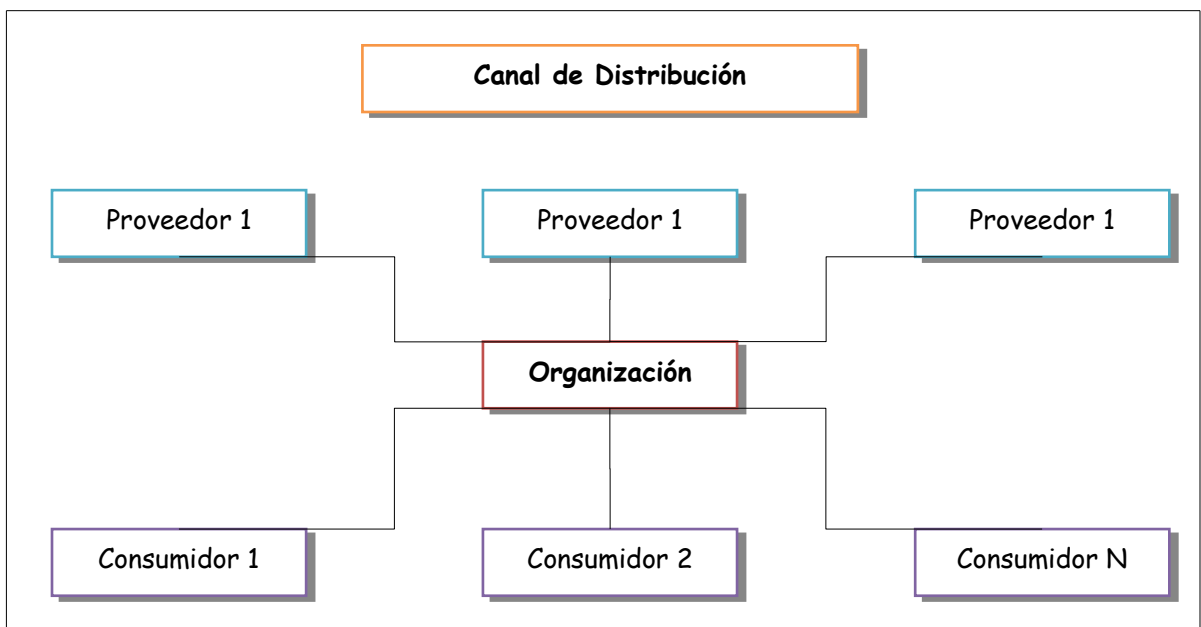 Canal de Distribución
Proveedor 1
Proveedor 1
Proveedor 1
Organización
Consumidor 1
Consumidor 2
Consumidor N